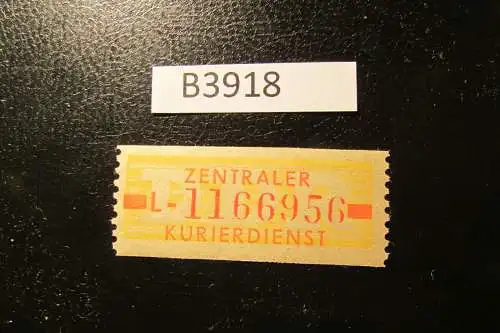 B3918
ZENTRALER
L-1166956
KURIERDIENST